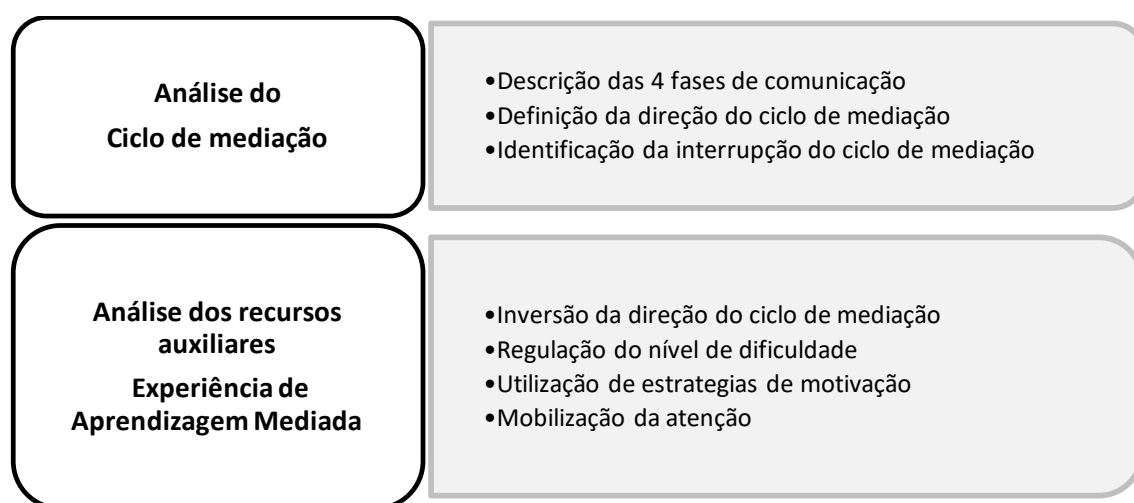 Análise do
Ciclo de mediação
•Descrição das 4 fases de comunicação
•Definição da direção do ciclo de mediação
•Identificação da interrupção do ciclo de mediação
Análise dos recursos
auxiliares
Experiência de
Aprendizagem Mediada
•Inversão da direção do ciclo de mediação
•Regulação do nível de dificuldade
•Utilização de estrategias de motivação
•Mobilização da atenção